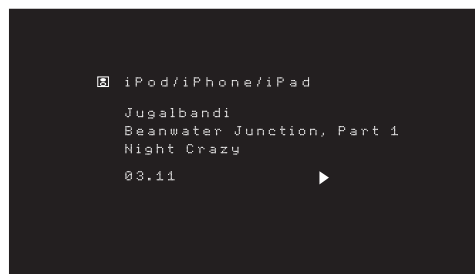 iPod/iPhone/iPad
Jugalbandi
Beanwater Junction, Part 1
Night Crazy
03.11